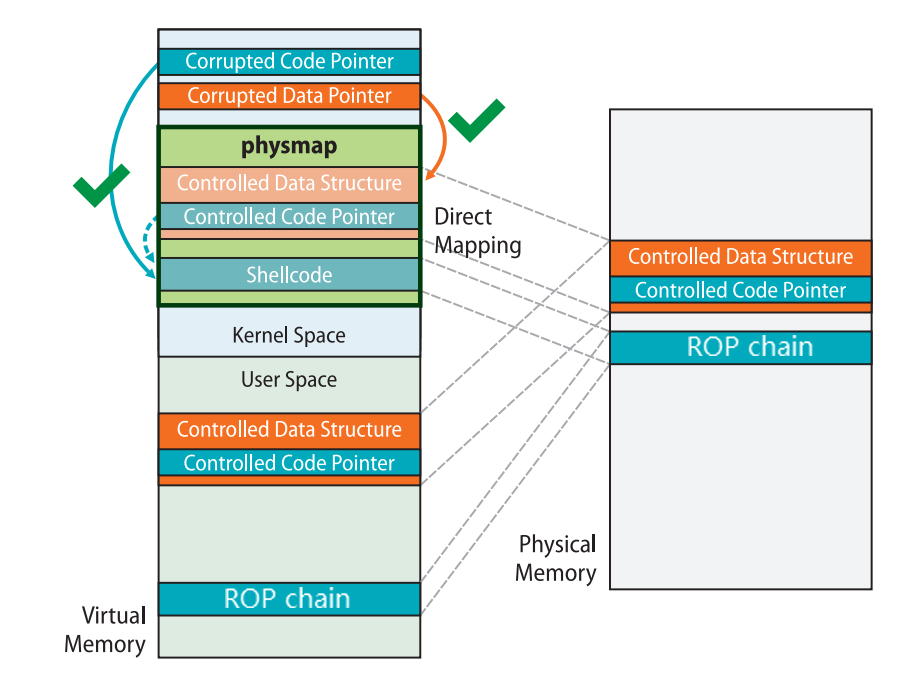 Corrupted Code Pointer
Corrupted Data Pointer
physmap
Controlled Data Structure
Controlled Code Pointer
Shellcode
Direct
Mapping
Kernel Space
User Space
Controlled Data Structure
Controlled Code Pointer
ROP chain
Virtual
Memory
Controlled Data Structure
Controlled Code Pointer
ROP chain
Physical
Memory